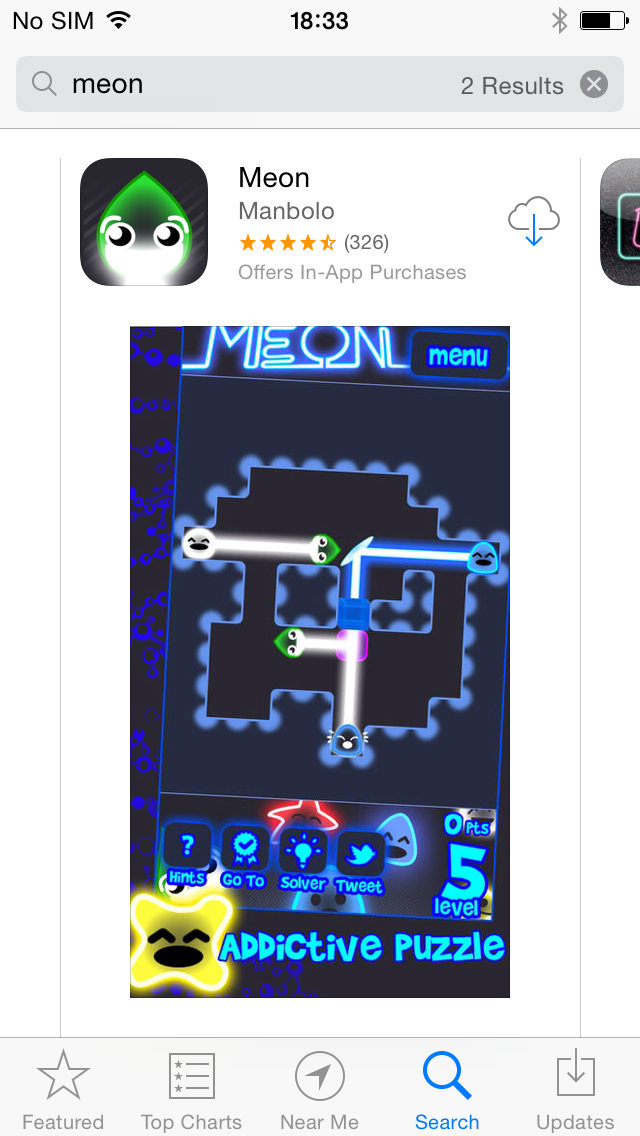 No SIM 18:33
meon 2 Results
Meon
Manbolo
(326)
Offers In-App Purchases
MEON menu
0 Pts
? 
Hints Go To Solver Tweet 5
level
ADDictive PuzzLe
Featured Top Charts Near Me Search Updates